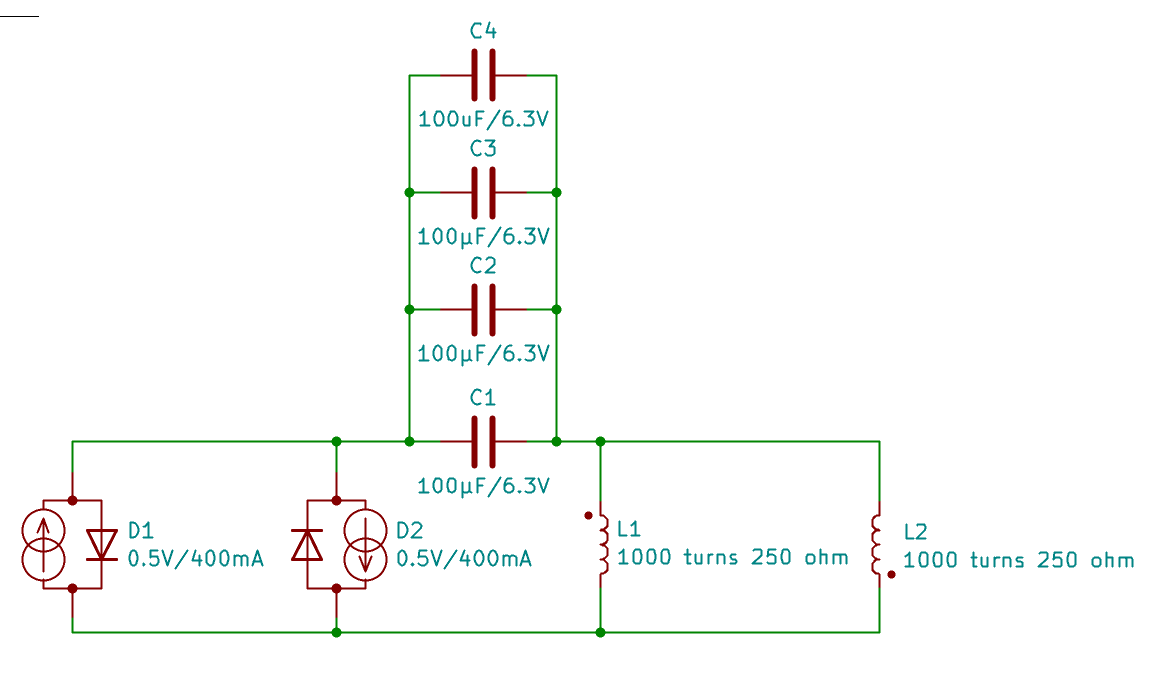 C4
100uF/6.3V
C3
100µF/6.3V
C2
100µF/6.3V
C1
100µF/6.3V
D1
0.5V/400mA
D2
0.5V/400mA
L1
1000 turns 250 ohm
L2
1000 turns 250 ohm